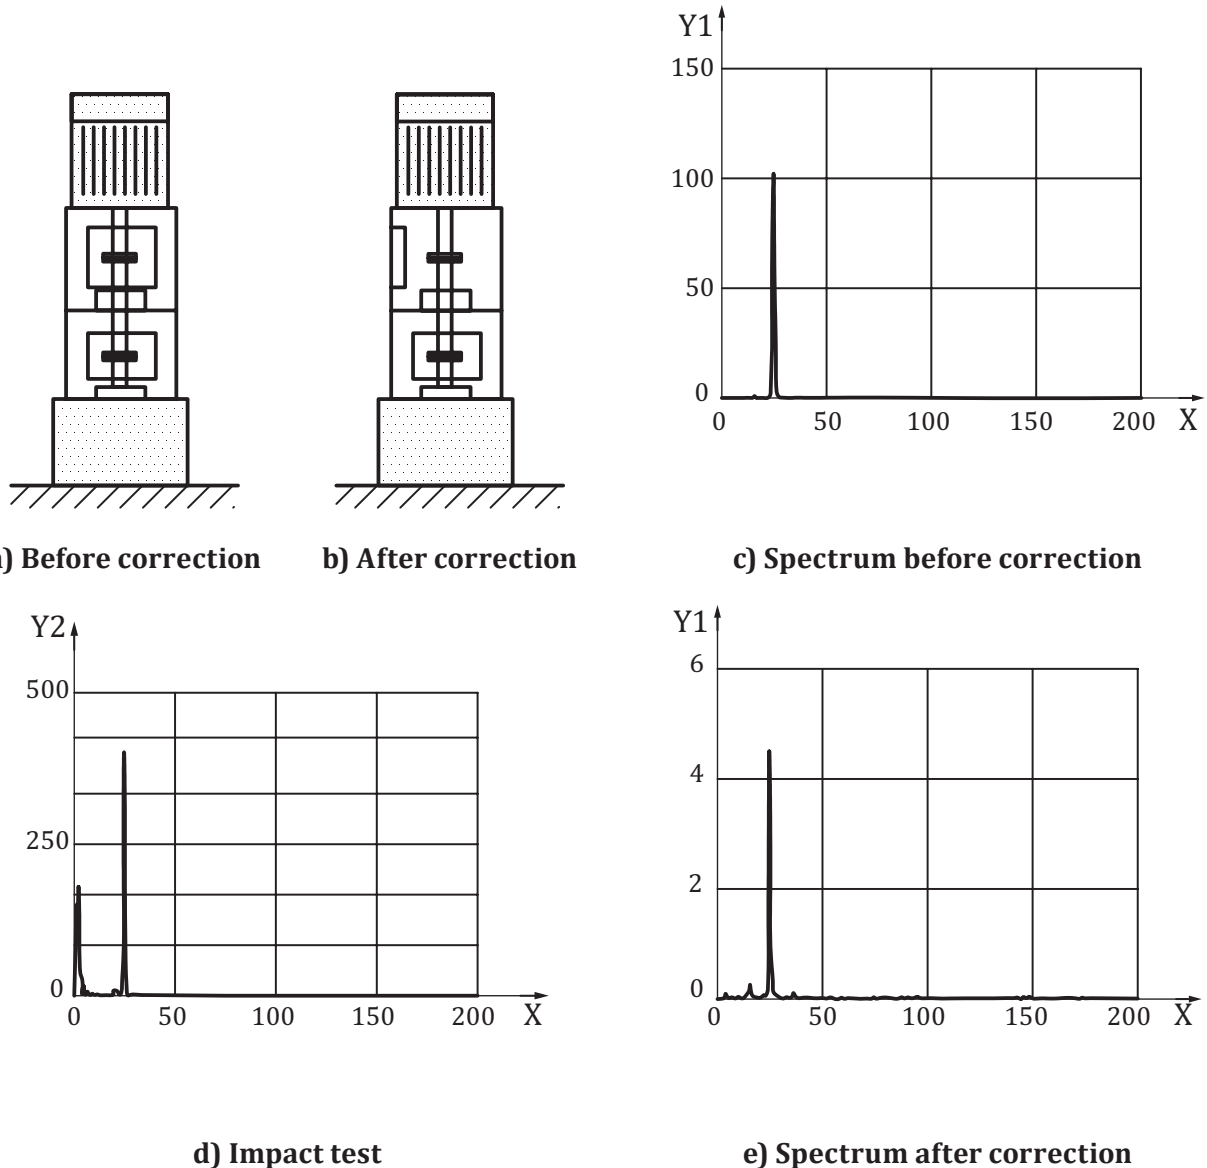 Y1
150
100
50
0
0 50 100 150 200 X
) Before correction
b) After correction
c) Spectrum before correction
Y2
500
250
0
0 50 100 150 200 X
Y1
6
4
2
0
0 50 100 150 200 X
d) Impact test
e) Spectrum after correction